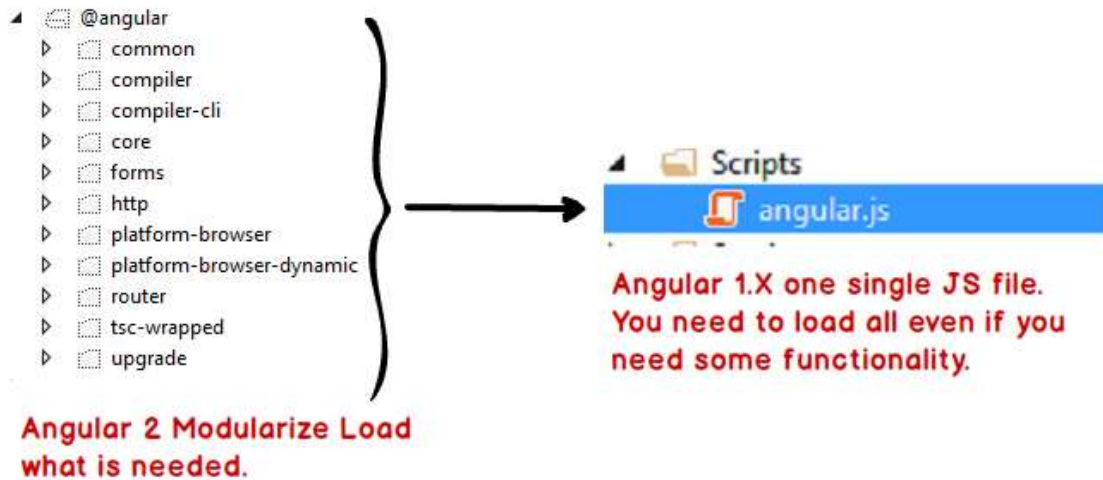 @angular
common
compiler
compiler-cli
core
forms
http
platform-browser
platform-browser-dynamic
router
tsc-wrapped
upgrade
Angular 2 Modularize Load
what is needed.
Scripts
angular.js
Angular 1.X one single JS file.
You need to load all even if you
need some functionality.